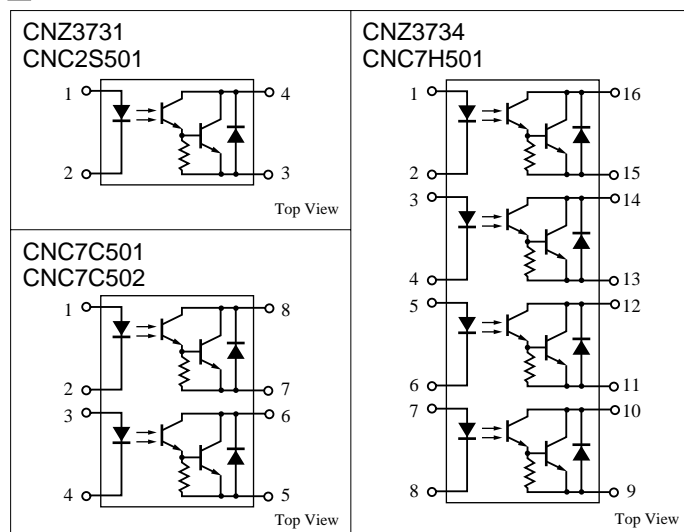 CNZ3731
CNC2S501
1 4
2 3
Top View
CNC7C501
CNC7C502
1 8
2 7
3 6
4 5
Top View
CNZ3734
CNC7H501
1 16
2 15
3 14
4 13
5 12
6 11
7 10
8 9
Top View